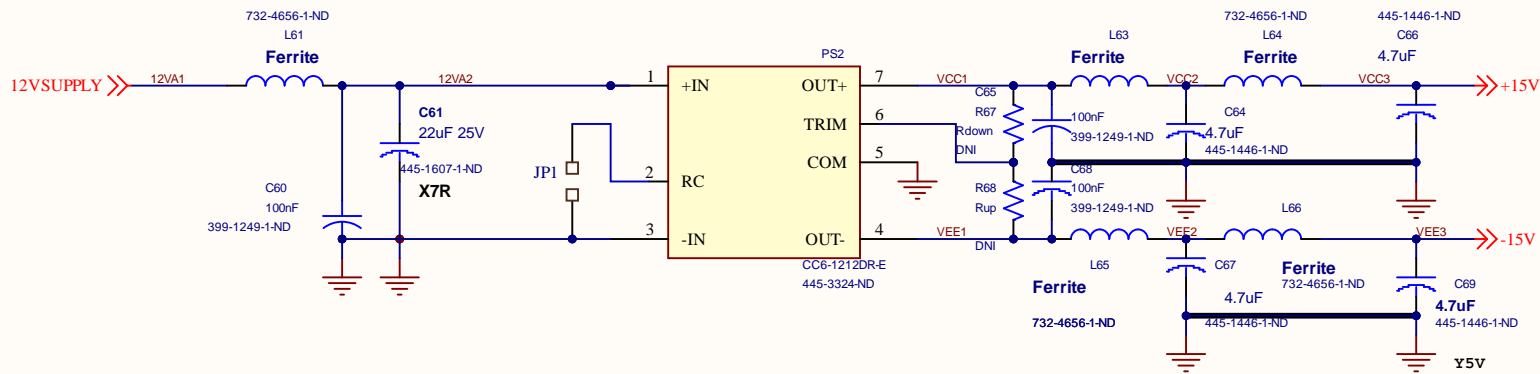 732-4656-1-ND
L61
Ferrite
12VSUPPLY
12VA1
12VA2
C61
22uF 25V
445-1607-1-ND
X7R
C60
100nF
399-1249-1-ND
JP1
PS2
1
+IN
2
RC
3
-IN
OUT+
7
TRIM
6
COM
5
OUT-
4
CC6-1212DR-E
445-3324-ND
VCC1
C65
R67
Rdown
DNI
100nF
399-1249-1-ND
L63
Ferrite
VCC2
C64
4.7uF
445-1446-1-ND
732-4656-1-ND
L64
Ferrite
VCC3
445-1446-1-ND
C66
4.7uF
+15V
R68
Rup
DNI
C68
100nF
399-1249-1-ND
VEE1
L65
Ferrite
732-4656-1-ND
VEE2
C67
4.7uF
445-1446-1-ND
L66
Ferrite
732-4656-1-ND
VEE3
-15V
C69
4.7uF
445-1446-1-ND
Y5V